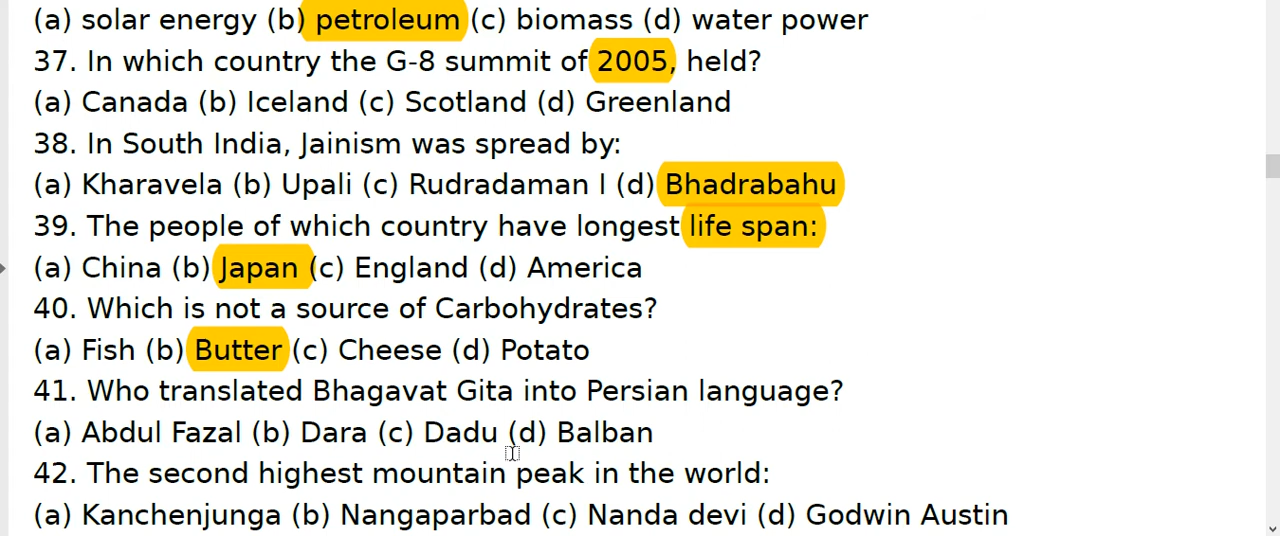 (a) solar energy (b) petroleum (c) biomass (d) water power
37. In which country the G-8 summit of 2005, held?
(a) Canada (b) Iceland (c) Scotland (d) Greenland
38. In South India, Jainism was spread by:
(a) Kharavela (b) Upali (c) Rudradaman I (d) Bhadrabahu
39. The people of which country have longest life span:
(a) China (b) Japan (c) England (d) America
40. Which is not a source of Carbohydrates?
(a) Fish (b) Butter (c) Cheese (d) Potato
41. Who translated Bhagavat Gita into Persian language?
(a) Abdul Fazal (b) Dara (c) Dadu (d) Balban
42. The second highest mountain peak in the world:
(a) Kanchenjunga (b) Nangaparbad (c) Nanda devi (d) Godwin Austin